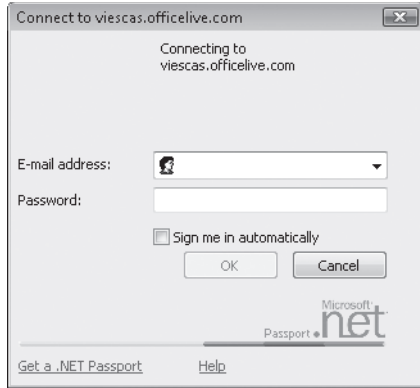 Connect to viescas.officelive.com
Connecting to
viescas.officelive.com
E-mail address:
Password:
Sign me in automatically
OK
Cancel
Microsoft
Passport
.net
Get a .NET Passport
Help